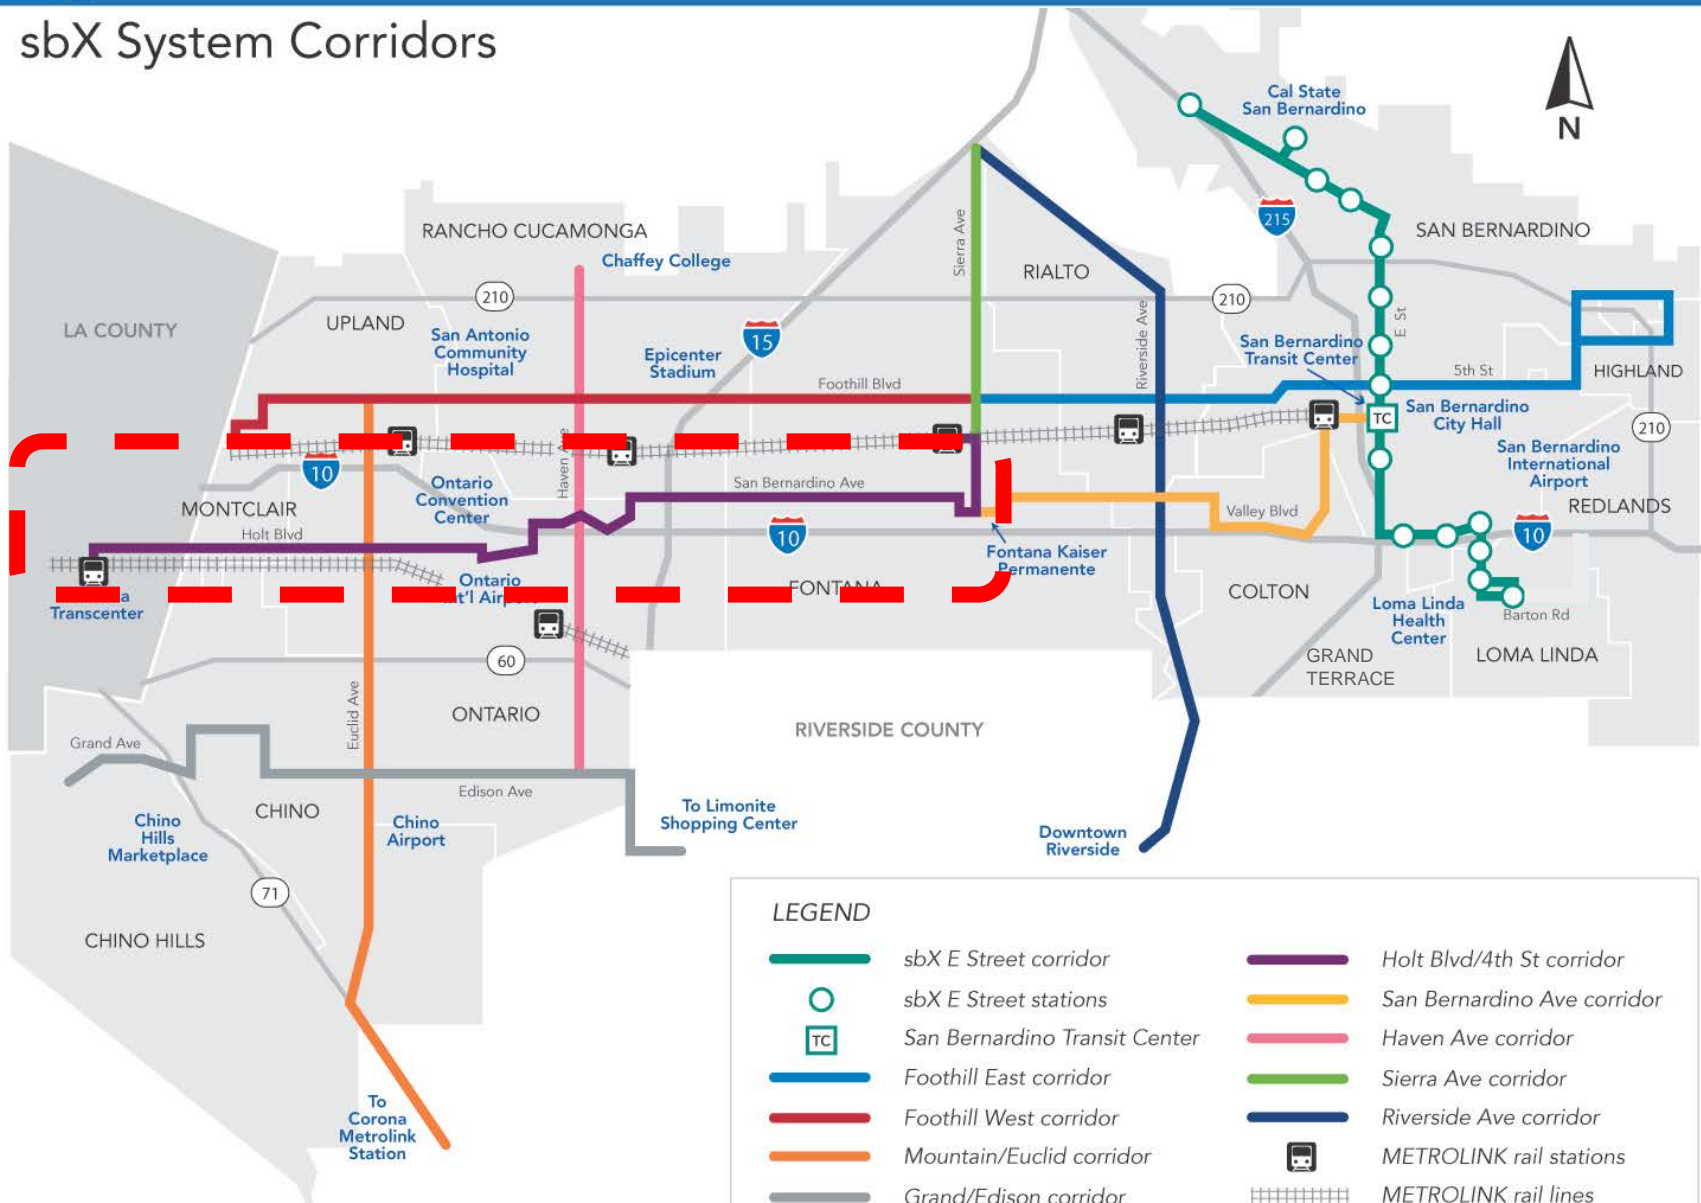 sbX System Corridors
N
Cal State
San Bernardino
215
SAN BERNARDINO
RANCHO CUCAMONGA
Chaffey College
Sierra Ave
RIALTO
210
210
LA COUNTY
UPLAND
San Antonio
Community
Hospital
15
Epicenter
Stadium
Riverside Ave
San Bernardino
Transit Center
E St
Foothill Blvd
5th St
HIGHLAND
TC
San Bernardino
City Hall
210
Haven Ave
10
San Bernardino
International
Airport
MONTCLAIR
Ontario
Convention
Center
San Bernardino Ave
Valley Blvd
REDLANDS
Holt Blvd
10
10
Fontana Kaiser
Permanente
Ontario
Int'l Airport
FONTANA
COLTON
Transcenter
Loma Linda
Health
Center
Barton Rd
60
GRAND
TERRACE
LOMA LINDA
Euclid Ave
ONTARIO
RIVERSIDE COUNTY
Grand Ave
Edison Ave
CHINO
To Limonite
Shopping Center
Chino
Hills
Marketplace
Chino
Airport
Downtown
Riverside
71
CHINO HILLS
To
Corona
Metrolink
Station
LEGEND
sbX E Street corridor
sbX E Street stations
TC
San Bernardino Transit Center
Foothill East corridor
Foothill West corridor
Mountain/Euclid corridor
Grand/Edison corridor
Holt Blvd/4th St corridor
San Bernardino Ave corridor
Haven Ave corridor
Sierra Ave corridor
Riverside Ave corridor
METROLINK rail stations
METROLINK rail lines